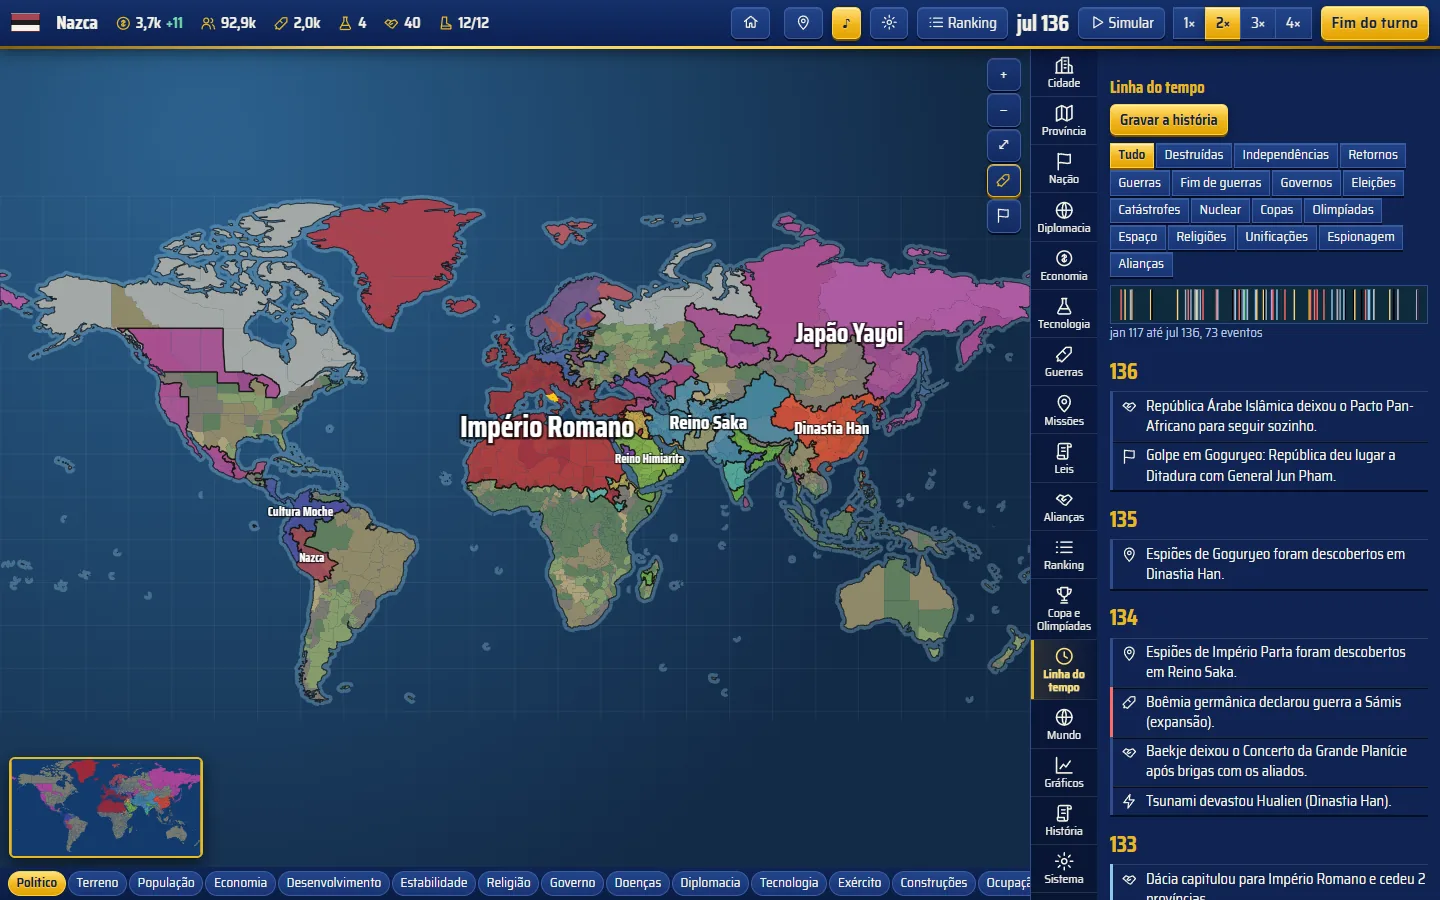 Nazca 3,7k +11 92,9k 2,0k 4 40 12/12
Ranking jul 136 Simular 1× 2× 3× 4× Fim do turno
+
−
Cidade
Província
Nação
Diplomacia
Economia
Tecnologia
Guerras
Missões
Leis
Alianças
Ranking
Copa e
Olimpíadas
Linha do
tempo
Mundo
Gráficos
História
Sistema
Linha do tempo
Gravar a história
Tudo Destruídas Independências Retornos
Guerras Fim de guerras Governos Eleições
Catástrofes Nuclear Copas Olimpíadas
Espaço Religiões Unificações Espionagem
Alianças
jan 117 até jul 136, 73 eventos
136
República Árabe Islâmica deixou o Pacto Pan-
Africano para seguir sozinho.
Golpe em Goguryeo: República deu lugar a
Ditadura com General Jun Pham.
135
Espiões de Goguryeo foram descobertos em
Dinastia Han.
134
Espiões de Império Parta foram descobertos
em Reino Saka.
Boêmia germânica declarou guerra a Sámis
(expansão).
Baekje deixou o Concerto da Grande Planície
após brigas com os aliados.
Tsunami devastou Hualien (Dinastia Han).
133
Dácia capitulou para Império Romano e cedeu 2
províncias.
Japão Yayoi
Império Romano
Reino Saka
Dinastia Han
Reino Himiarita
Cultura Moche
Nazca
Político Terreno População Economia Desenvolvimento Estabilidade Religião Governo Doenças Diplomacia Tecnologia Exército Construções Ocupaçã